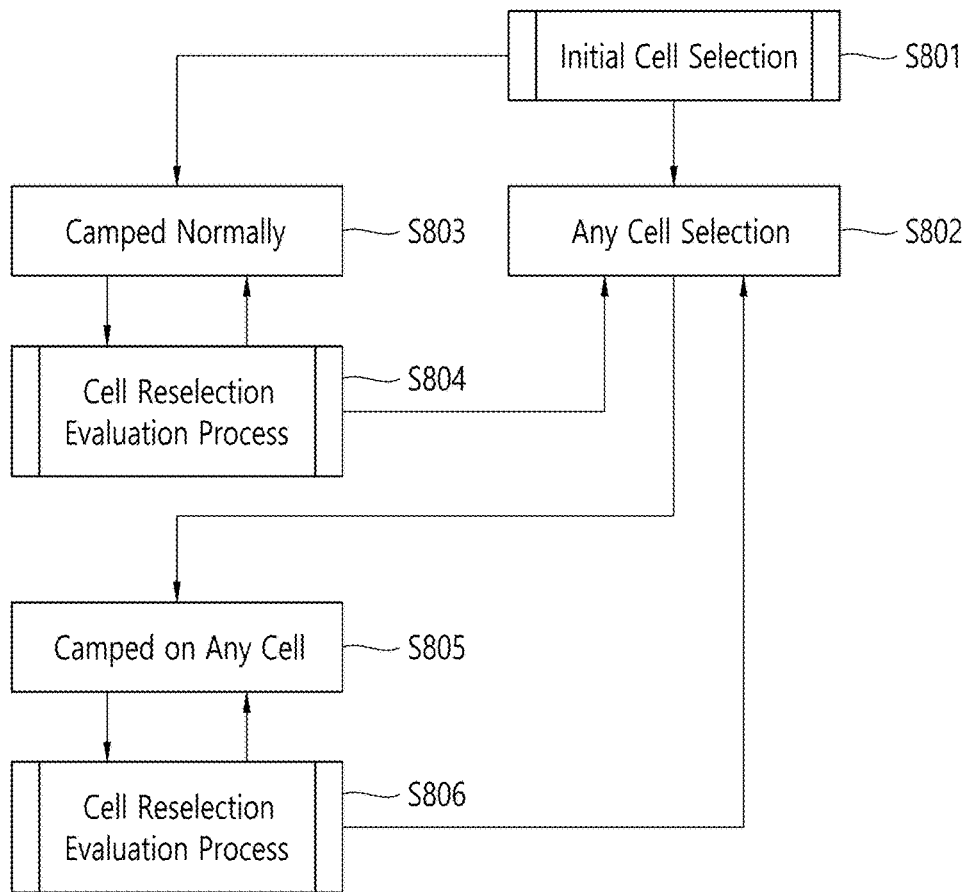 Initial Cell Selection
S801
Camped Normally
S803
Any Cell Selection
S802
Cell Reselection
Evaluation Process
S804
Camped on Any Cell
S805
Cell Reselection
Evaluation Process
S806